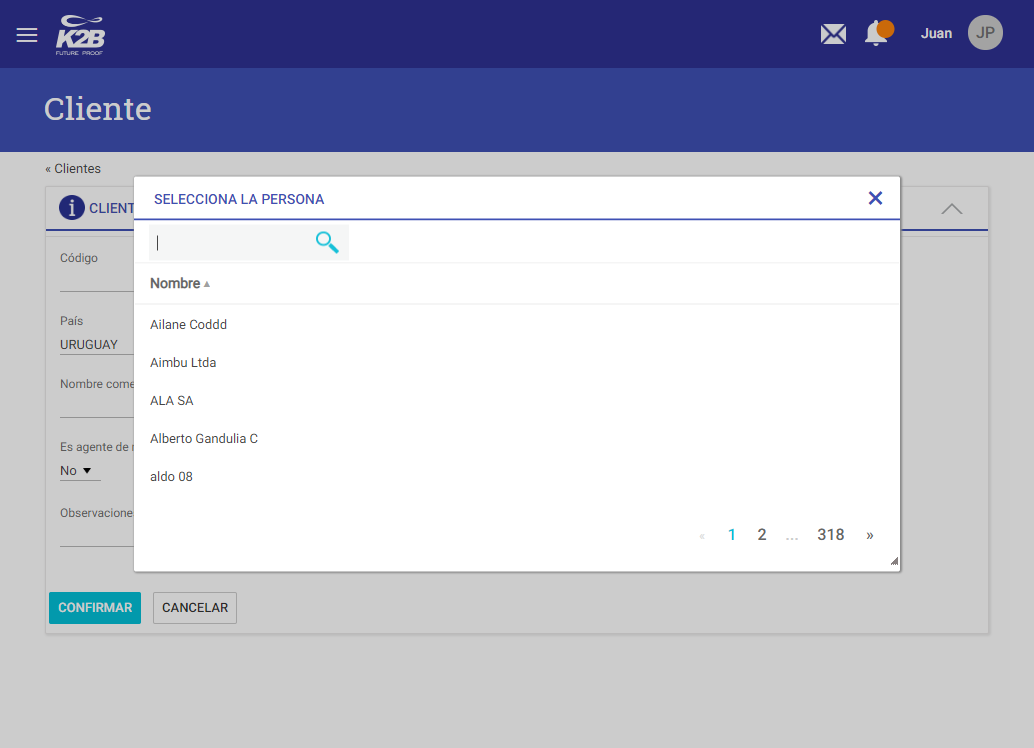 K2B
FUTURE PROOF
Juan
JP
Cliente
« Clientes
CLIENT
SELECCIONA LA PERSONA
Código
Nombre
País
Ailane Coddd
URUGUAY
Aimbu Ltda
Nombre come
ALA SA
Alberto Gandulia C
Es agente de r
No
aldo 08
Observacione
« 1 2 ... 318 »
CONFIRMAR CANCELAR